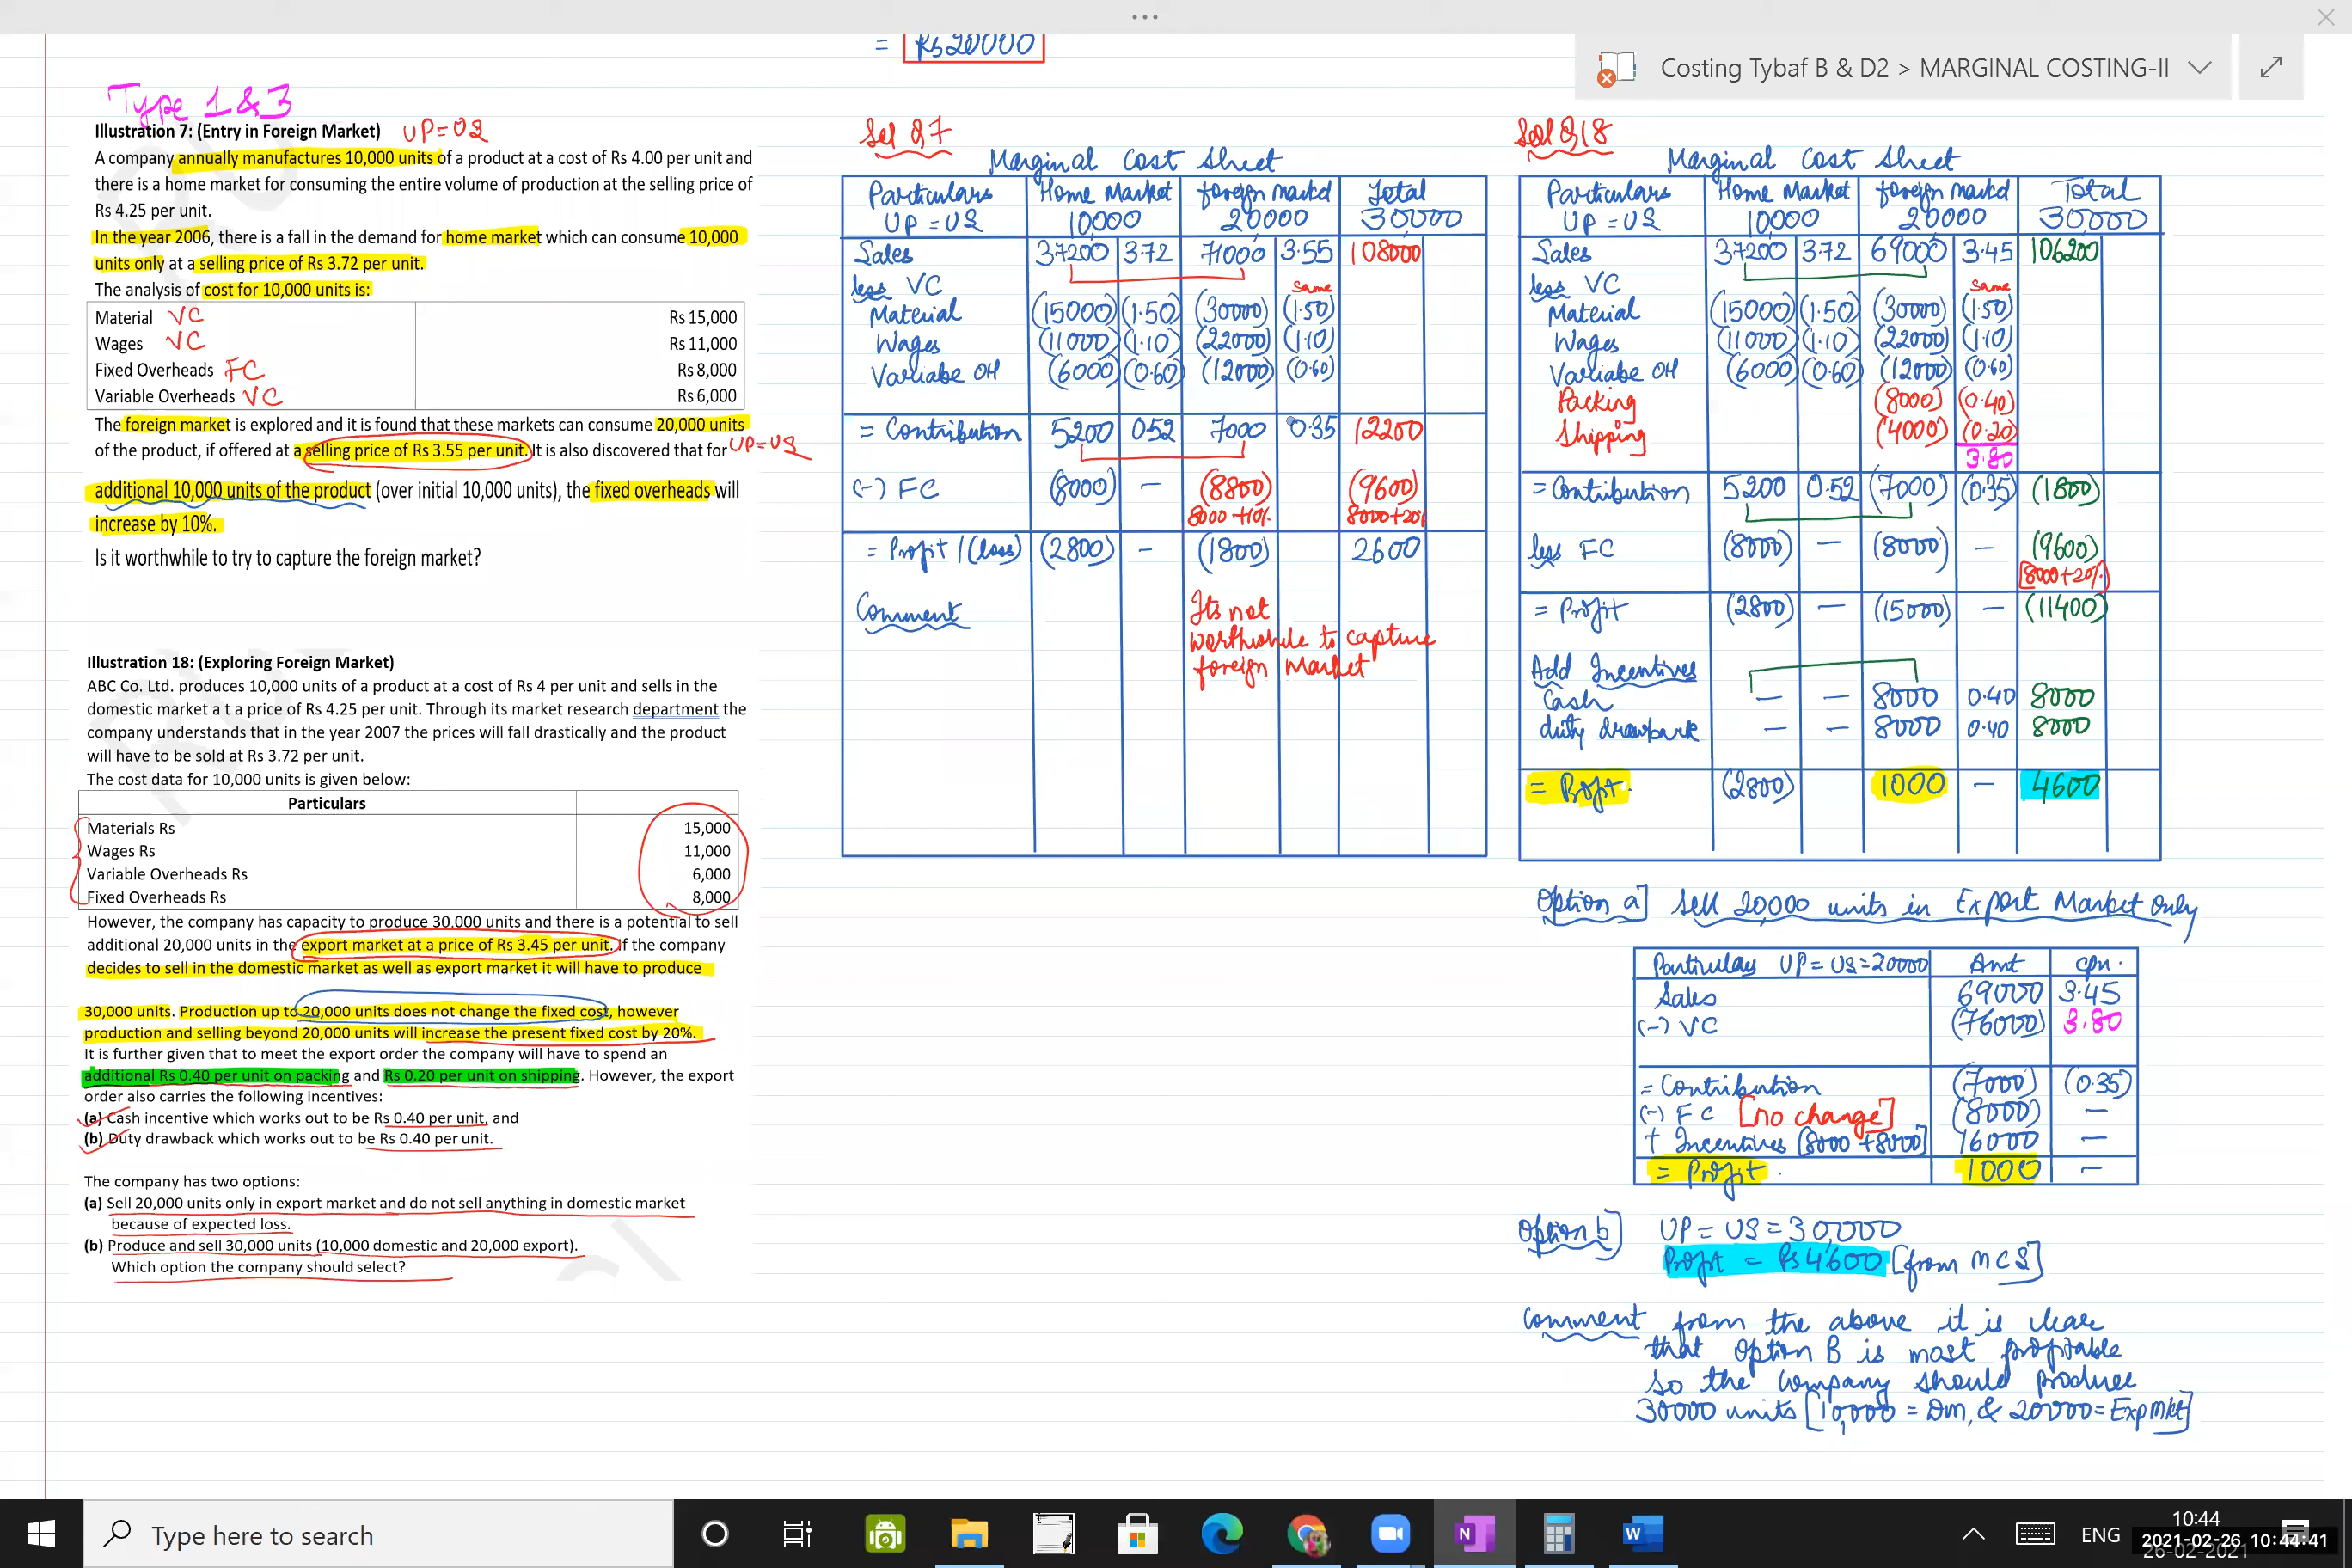 = Rs 20000
Costing Tybaf B & D2 > MARGINAL COSTING-II
Type 1 & 3
Illustration 7: (Entry in Foreign Market) UP=US
A company annually manufactures 10,000 units of a product at a cost of Rs 4.00 per unit and
there is a home market for consuming the entire volume of production at the selling price of
Rs 4.25 per unit.
In the year 2006, there is a fall in the demand for home market which can consume 10,000
units only at a selling price of Rs 3.72 per unit.
The analysis of cost for 10,000 units is:
Material VC Rs 15,000
Wages VC Rs 11,000
Fixed Overheads FC Rs 8,000
Variable Overheads VC Rs 6,000
The foreign market is explored and it is found that these markets can consume 20,000 units
of the product, if offered at a selling price of Rs 3.55 per unit. It is also discovered that for UP=US
additional 10,000 units of the product (over initial 10,000 units), the fixed overheads will
increase by 10%.
Is it worthwhile to try to capture the foreign market?
Illustration 18: (Exploring Foreign Market)
ABC Co. Ltd. produces 10,000 units of a product at a cost of Rs 4 per unit and sells in the
domestic market a t a price of Rs 4.25 per unit. Through its market research department the
company understands that in the year 2007 the prices will fall drastically and the product
will have to be sold at Rs 3.72 per unit.
The cost data for 10,000 units is given below:
Particulars
Materials Rs 15,000
Wages Rs 11,000
Variable Overheads Rs 6,000
Fixed Overheads Rs 8,000
However, the company has capacity to produce 30,000 units and there is a potential to sell
additional 20,000 units in the export market at a price of Rs 3.45 per unit. If the company
decides to sell in the domestic market as well as export market it will have to produce
30,000 units. Production up to 20,000 units does not change the fixed cost, however
production and selling beyond 20,000 units will increase the present fixed cost by 20%.
It is further given that to meet the export order the company will have to spend an
additional Rs 0.40 per unit on packing and Rs 0.20 per unit on shipping. However, the export
order also carries the following incentives:
(a) Cash incentive which works out to be Rs 0.40 per unit, and
(b) Duty drawback which works out to be Rs 0.40 per unit.
The company has two options:
(a) Sell 20,000 units only in export market and do not sell anything in domestic market
because of expected loss.
(b) Produce and sell 30,000 units (10,000 domestic and 20,000 export).
Which option the company should select?
Sol Q7
Marginal Cost Sheet
Particulars Home Market foreign market Total
UP = US 10,000 20000 30,000
Sales 37200 3.72 71000 3.55 108000
less VC same
Material (15000) (1.50) (30000) (1.50)
Wages (11000) (1.10) (22000) (1.10)
Variabe OH (6000) (0.60) (12000) (0.60)
= Contribution 5200 0.52 7000 0.35 12200
(-) FC (8000) - (8800) (9600)
8000 +10% 8000+20%
= Profit / (loss) (2800) - (1800) 2600
Comment Its not
worthwhile to capture
foreign Market
Sol Q18
Marginal Cost Sheet
Particulars Home Market foreign market Total
UP = US 10,000 20000 30,000
Sales 37200 3.72 69000 3.45 106200
less VC same
Material (15000) (1.50) (30000) (1.50)
Wages (11000) (1.10) (22000) (1.10)
Variabe OH (6000) (0.60) (12000) (0.60)
Packing (8000) (0.40)
Shipping (4000) (0.20)
3.80
= Contribution 5200 0.52 (7000) (0.35) (1800)
less FC (8000) - (8000) - (9600)
[8000+20%]
= Profit (2800) - (15000) - (11400)
Add Incentives
Cash - - 8000 0.40 8000
duty drawback - - 8000 0.40 8000
= Profit. (2800) 1000 - 4600
Option a] Sell 20,000 units in Export Market only
Particulas UP = US = 20000 Amt cpu.
Sales 69000 3.45
(-) VC (76000) 3.80
= Contribution (7000) (0.35)
(-) FC [no change] (8000) -
+ Incentives [8000 +8000] 16000 -
= Profit. 1000 -
Option b] UP = US = 30,000
Profit = Rs 4600 [from MCS]
Comment from the above it is clear
that option B is most profitable
so the company should produce
30000 units [10,000 = Dm, & 20000 = Exp Mkt]
Type here to search
ENG
10:44
26-02-2021
2021-02-26 10:44:41